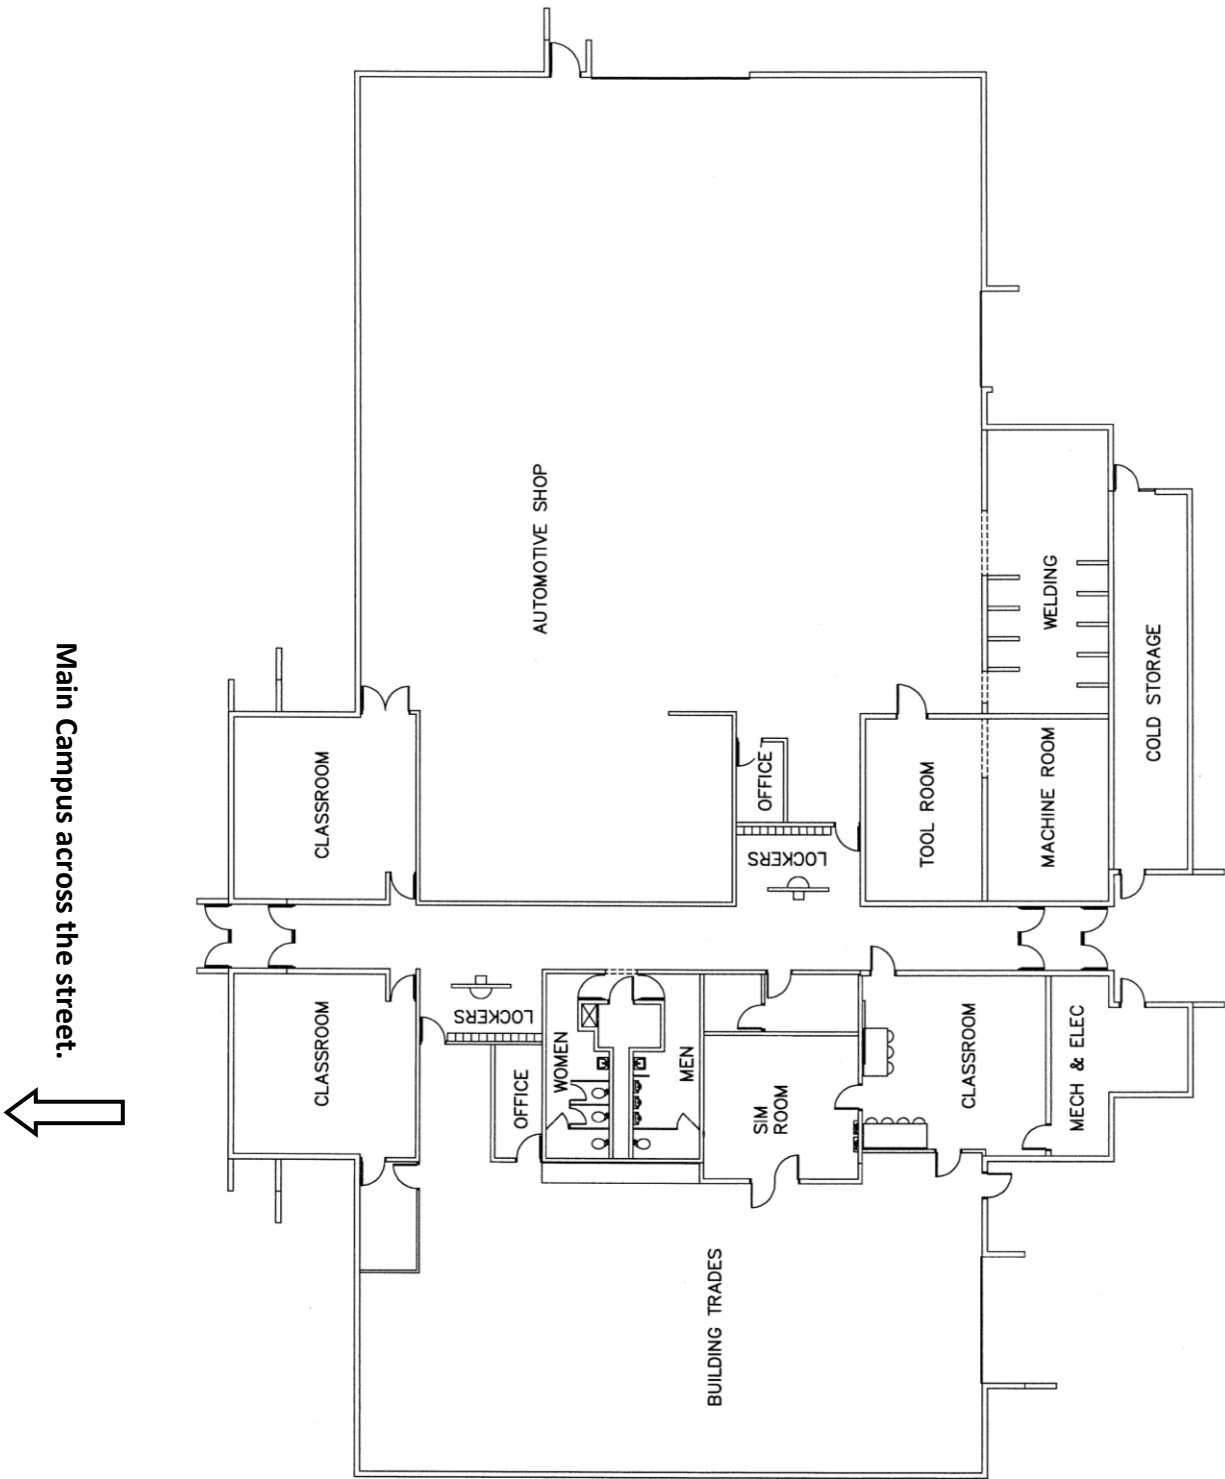 AUTOMOTIVE SHOP
WELDING
COLD STORAGE
CLASSROOM
OFFICE
LOCKERS
TOOL ROOM
MACHINE ROOM
Main Campus across the street.
CLASSROOM
LOCKERS
OFFICE
WOMEN
MEN
SIM
ROOM
CLASSROOM
MECH & ELEC
BUILDING TRADES